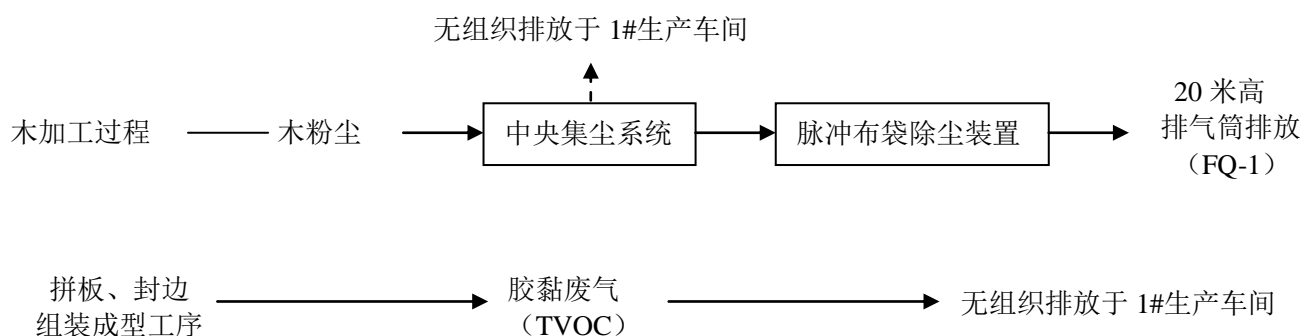 无组织排放于 1#生产车间
木加工过程
木粉尘
中央集尘系统
脉冲布袋除尘装置
20 米高
排气筒排放
（FQ-1）
拼板、封边
组装成型工序
胶黏废气
（TVOC）
无组织排放于 1#生产车间